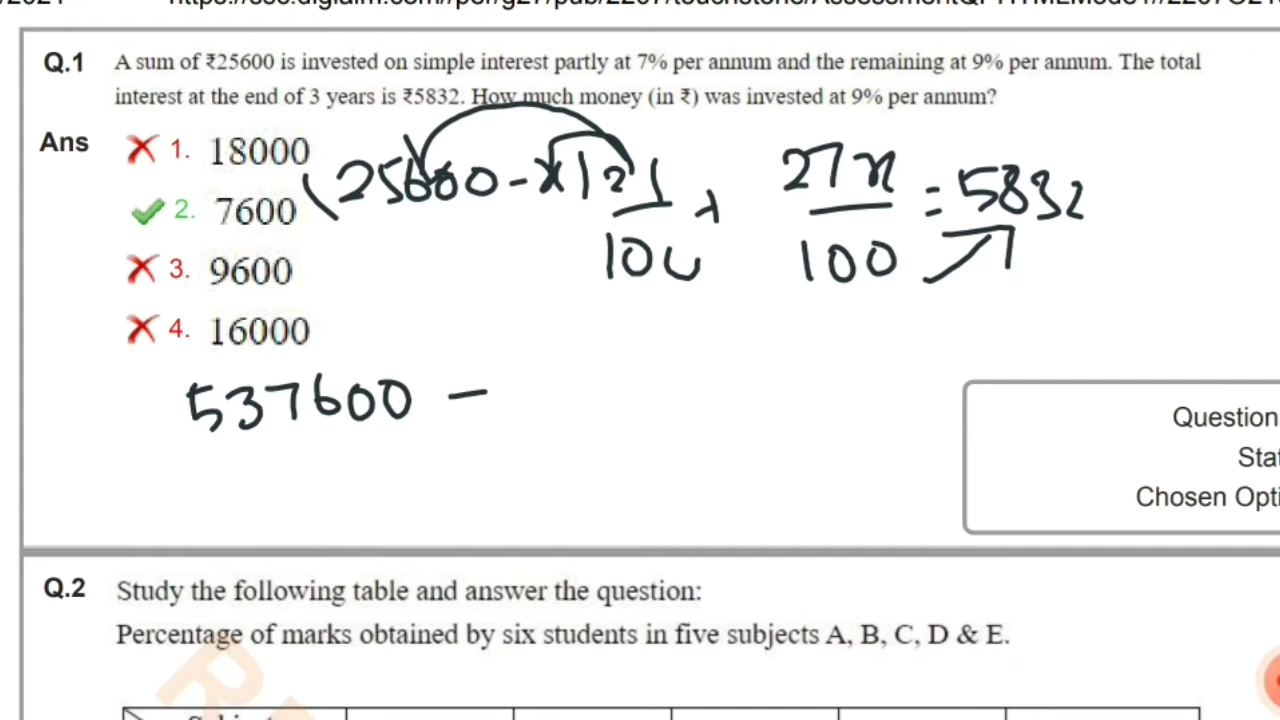 Q.1 A sum of ₹25600 is invested on simple interest partly at 7% per annum and the remaining at 9% per annum. The total
interest at the end of 3 years is ₹5832. How much money (in ₹) was invested at 9% per annum?
Ans 1. 18000
2. 7600
3. 9600
4. 16000
(25600 - x) 21/100 + 27x/100 = 5832
537600 -
Question
Stat
Chosen Opti
Q.2 Study the following table and answer the question:
Percentage of marks obtained by six students in five subjects A, B, C, D & E.